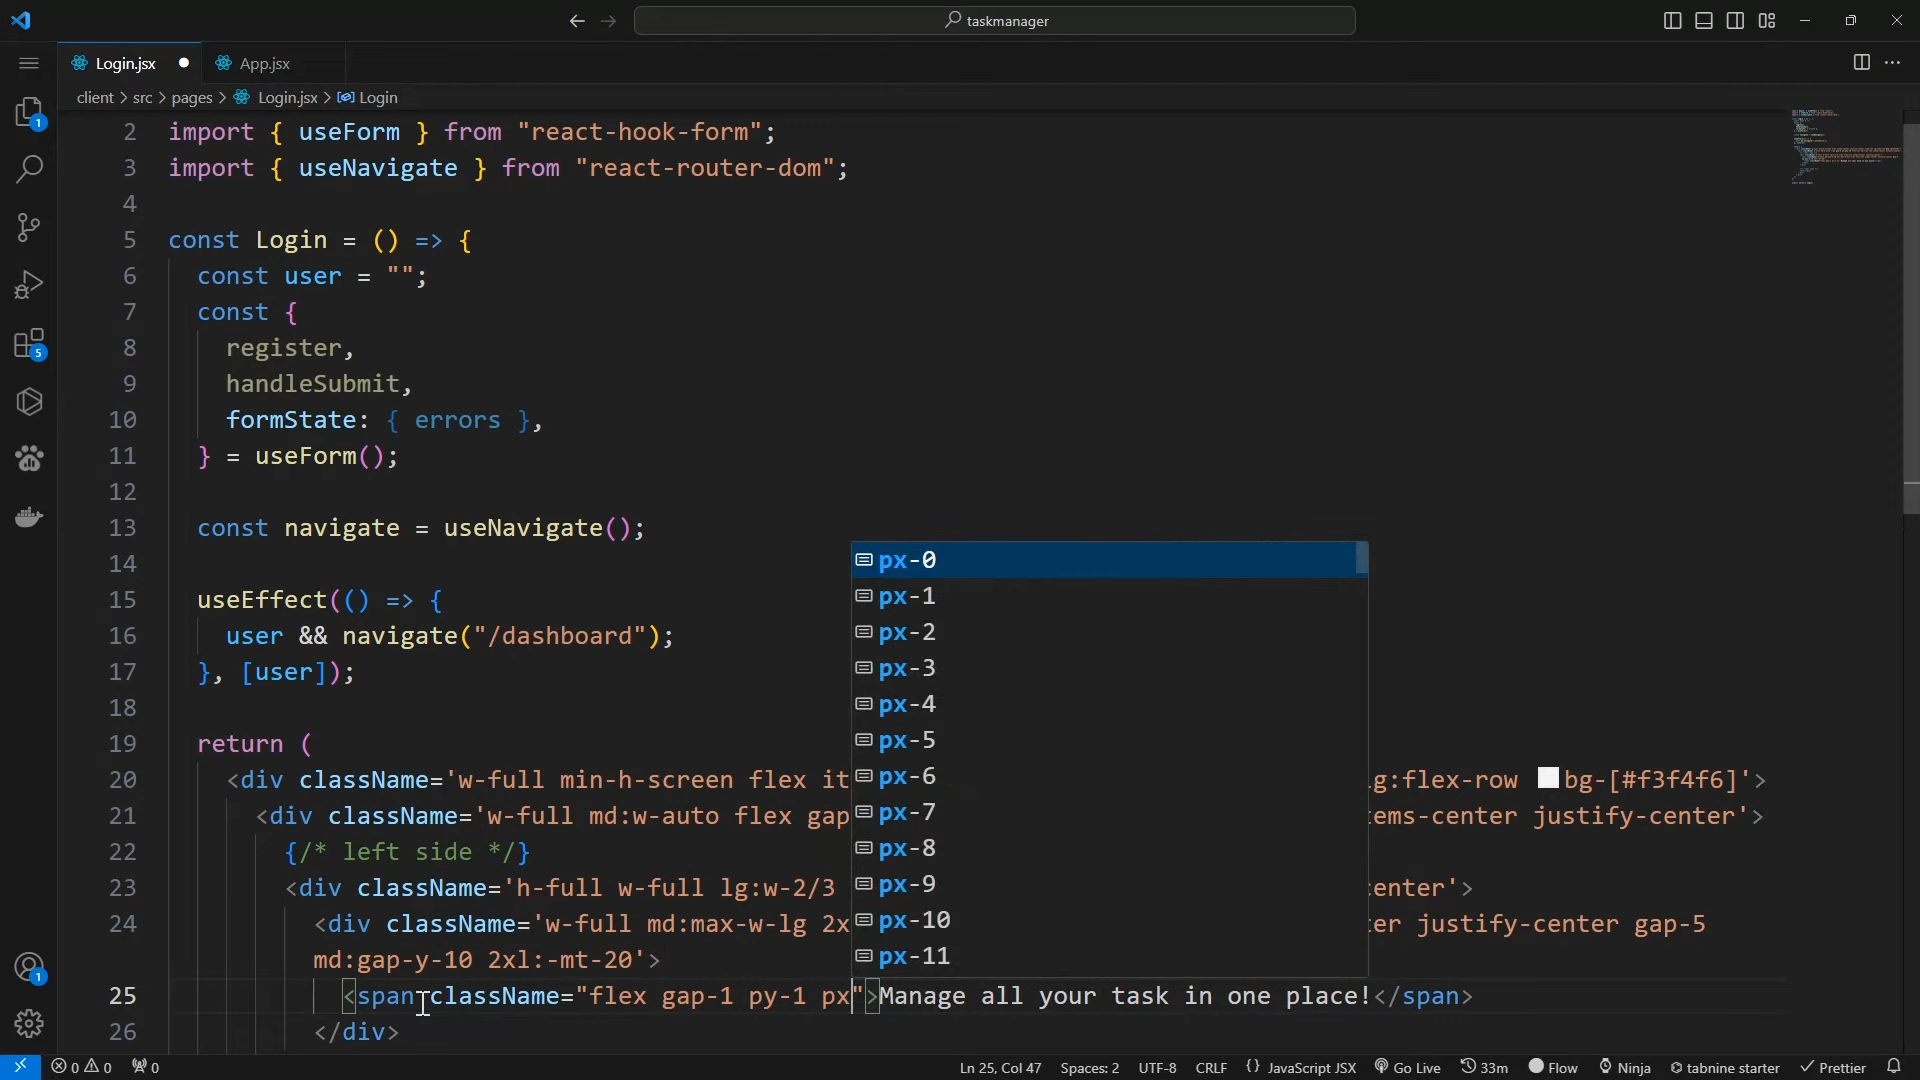 taskmanager
Login.jsx
App.jsx
client > src > pages > Login.jsx > Login
2 import { useForm } from "react-hook-form";
3 import { useNavigate } from "react-router-dom";
4
5 const Login = () => {
6 const user = "";
7 const {
8 register,
9 handleSubmit,
10 formState: { errors },
11 } = useForm();
12
13 const navigate = useNavigate();
14
15 useEffect(() => {
16 user && navigate("/dashboard");
17 }, [user]);
18
19 return (
20 <div className='w-full min-h-screen flex it g:flex-row bg-[#f3f4f6]'>
21 <div className='w-full md:w-auto flex gap ems-center justify-center'>
22 {/* left side */}
23 <div className='h-full w-full lg:w-2/3 center'>
24 <div className='w-full md:max-w-lg 2x er justify-center gap-5
md:gap-y-10 2xl:-mt-20'>
25 <span className="flex gap-1 py-1 px">Manage all your task in one place!</span>
26 </div>
px-0
px-1
px-2
px-3
px-4
px-5
px-6
px-7
px-8
px-9
px-10
px-11
1
5
1
0 0 0
Ln 25, Col 47 Spaces: 2 UTF-8 CRLF {} JavaScript JSX Go Live 33m Flow Ninja tabnine starter Prettier